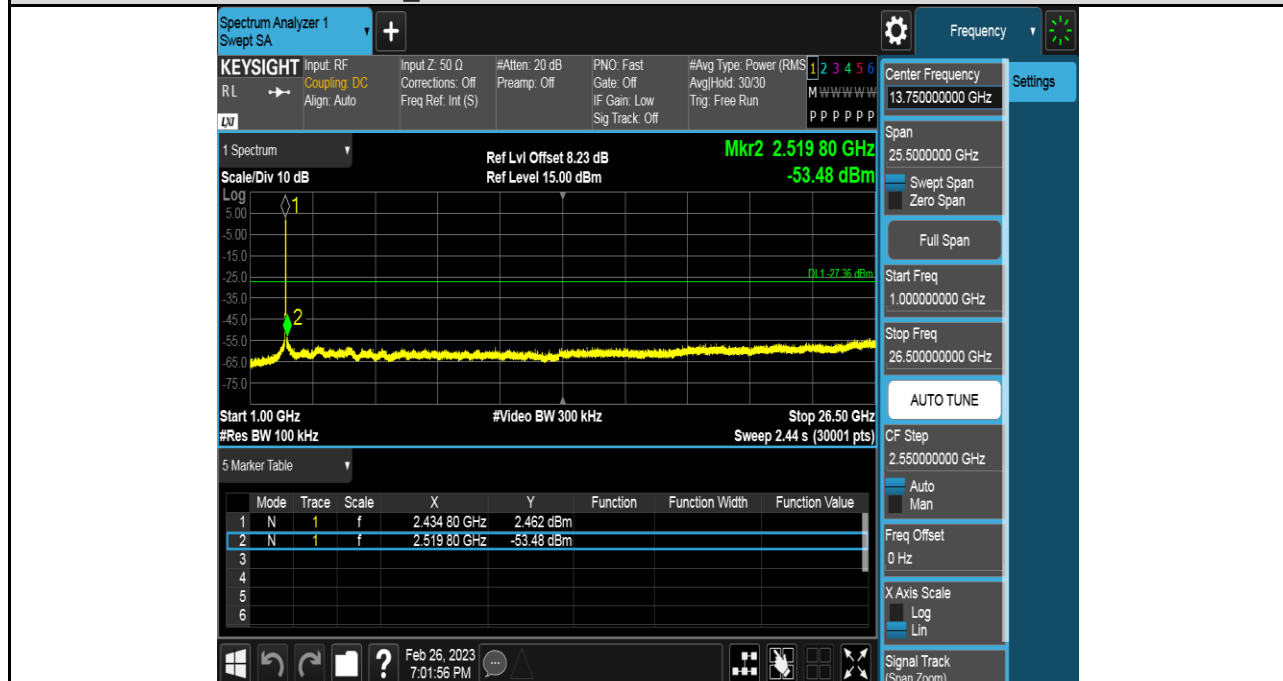 Spectrum Analyzer 1
Swept SA
+
Frequency
KEYSIGHT
RL
LXI
Input: RF
Coupling: DC
Align: Auto
Input Z: 50 Ω
Corrections: Off
Freq Ref: Int (S)
#Atten: 20 dB
Preamp: Off
PNO: Fast
Gate: Off
IF Gain: Low
Sig Track: Off
#Avg Type: Power (RMS
Avg|Hold: 30/30
Trig: Free Run
1 2 3 4 5 6
M W W W W W
P P P P P P
1 Spectrum
Scale/Div 10 dB
Ref Lvl Offset 8.23 dB
Ref Level 15.00 dBm
Mkr2 2.519 80 GHz
-53.48 dBm
Log
5.00
-5.00
-15.0
-25.0
-35.0
-45.0
-55.0
-65.0
-75.0
1
2
DL1 -27.36 dBm
Start 1.00 GHz
#Res BW 100 kHz
#Video BW 300 kHz
Stop 26.50 GHz
Sweep 2.44 s (30001 pts)
5 Marker Table
Mode Trace Scale X Y Function Function Width Function Value
1 N 1 f 2.434 80 GHz 2.462 dBm
2 N 1 f 2.519 80 GHz -53.48 dBm
3
4
5
6
?
Feb 26, 2023
7:01:56 PM
Center Frequency
13.750000000 GHz
Settings
Span
25.5000000 GHz
Swept Span
Zero Span
Full Span
Start Freq
1.000000000 GHz
Stop Freq
26.500000000 GHz
AUTO TUNE
CF Step
2.550000000 GHz
Auto
Man
Freq Offset
0 Hz
X Axis Scale
Log
Lin
Signal Track
(Span Zoom)